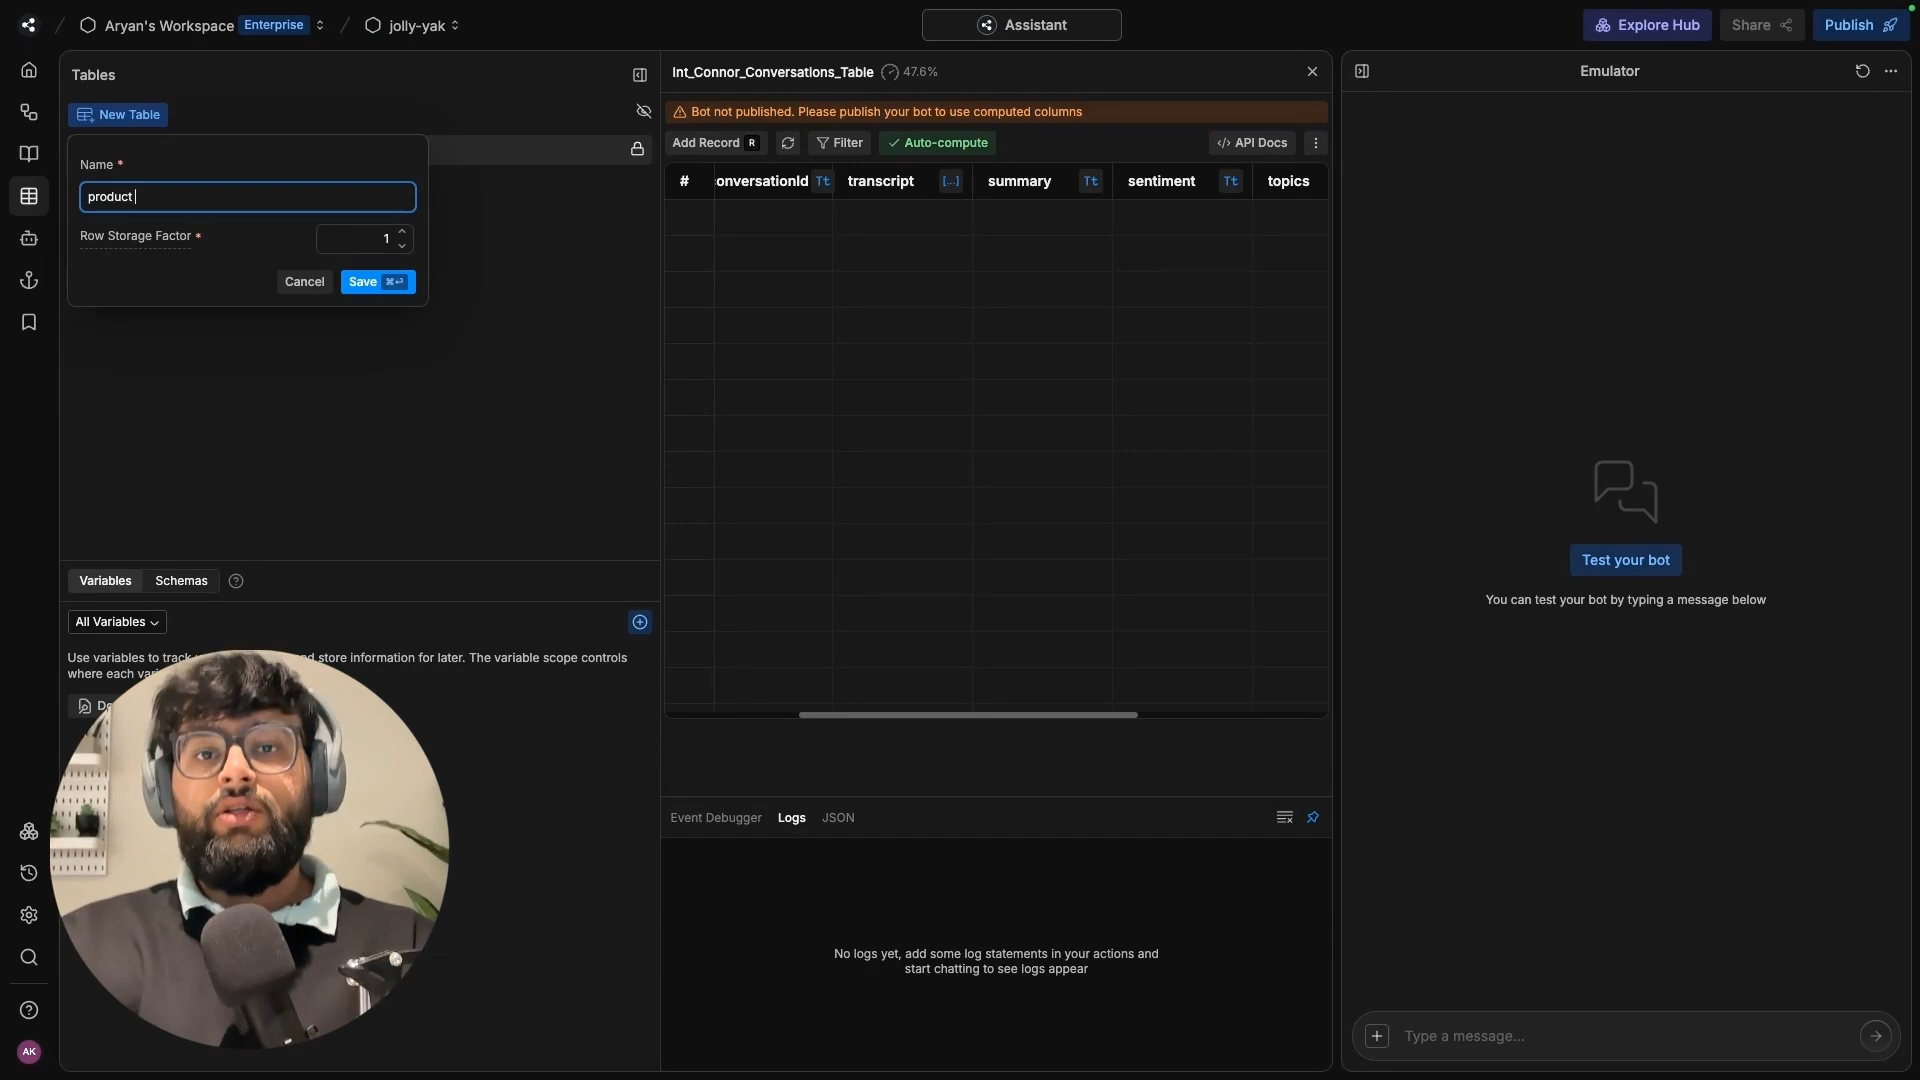 Aryan's Workspace Enterprise
jolly-yak
Assistant
Explore Hub
Share
Publish
Tables
New Table
Name *
product
Row Storage Factor *
1
Cancel
Save ⌘↵
Variables
Schemas
All Variables
Use variables to track
d store information for later. The variable scope controls
where each var
Do
AK
Int_Connor_Conversations_Table
47.6%
Bot not published. Please publish your bot to use computed columns
Add Record R
Filter
Auto-compute
API Docs
# onversationId Tt transcript [...] summary Tt sentiment Tt topics
Event Debugger
Logs
JSON
No logs yet, add some log statements in your actions and
start chatting to see logs appear
Emulator
Test your bot
You can test your bot by typing a message below
Type a message...